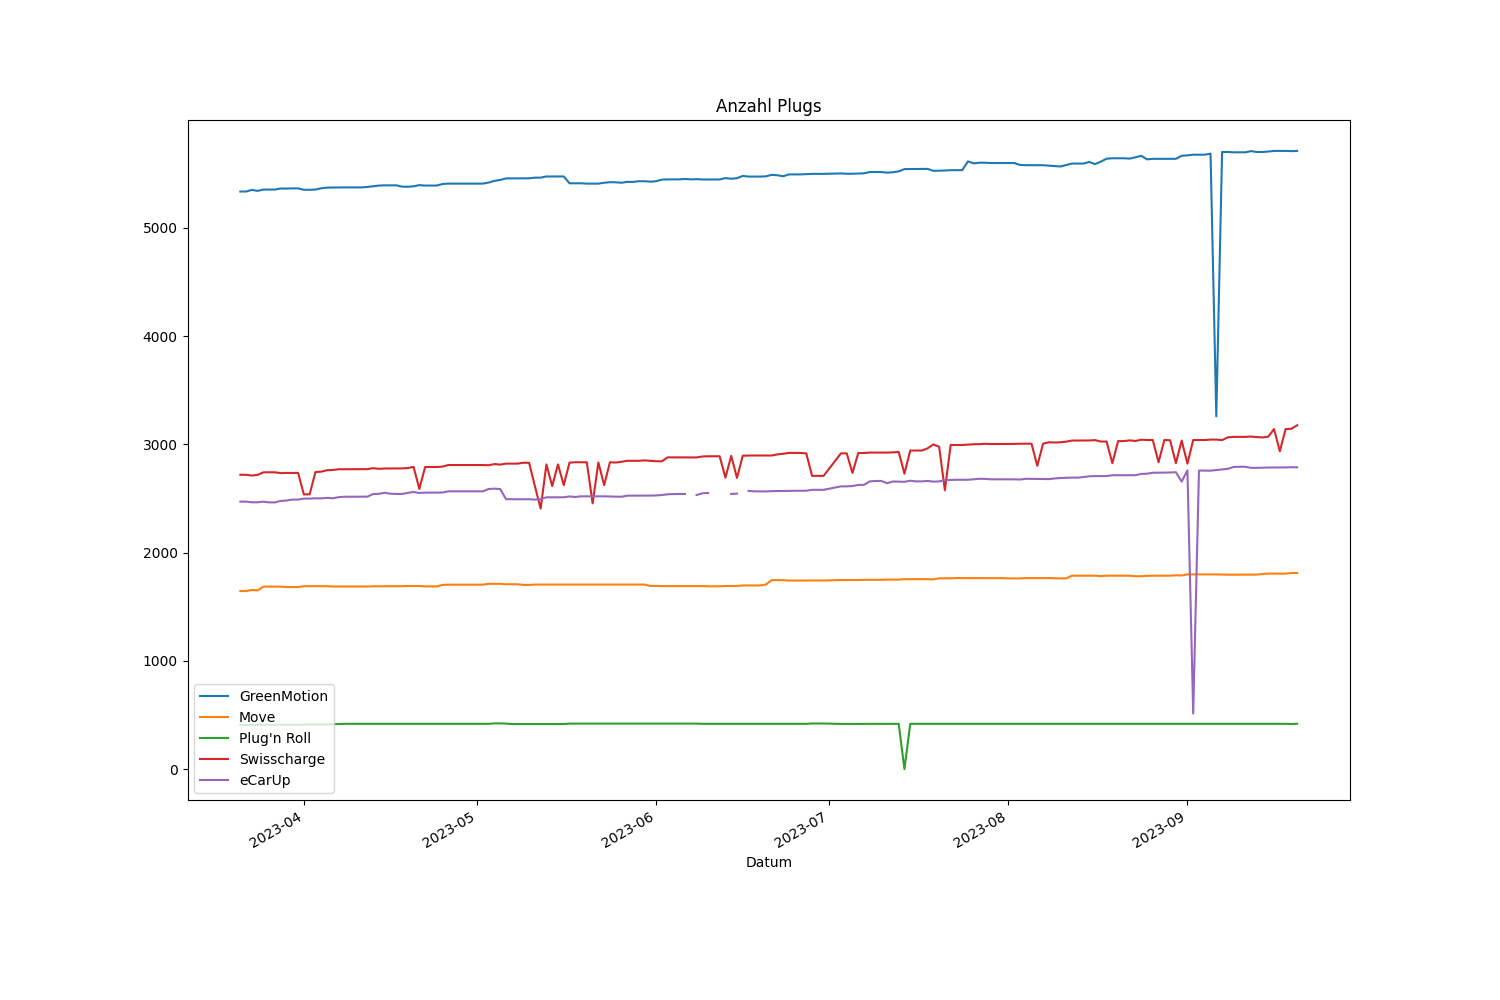 Anzahl Plugs
5000
4000
3000
2000
1000
0
GreenMotion
Move
Plug'n Roll
Swisscharge
eCarUp
2023-04
2023-05
2023-06
2023-07
2023-08
2023-09
Datum